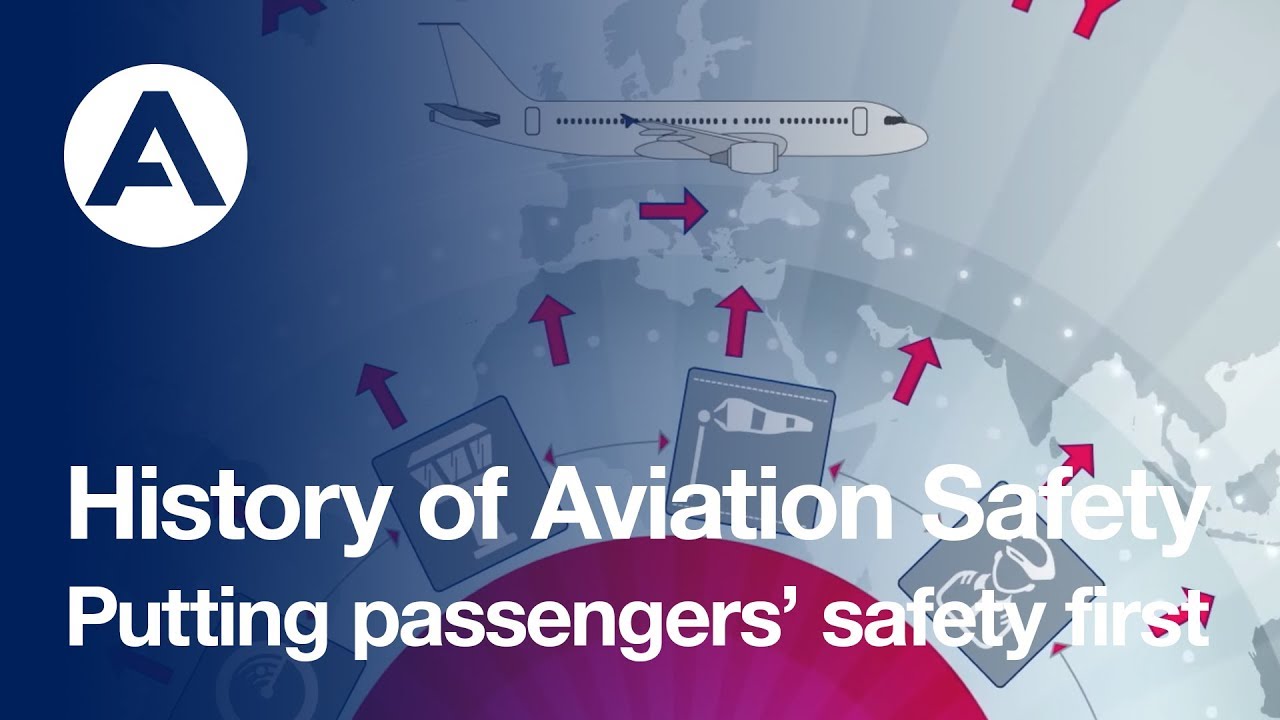 A
History of Aviation Safety
Putting passengers’ safety first